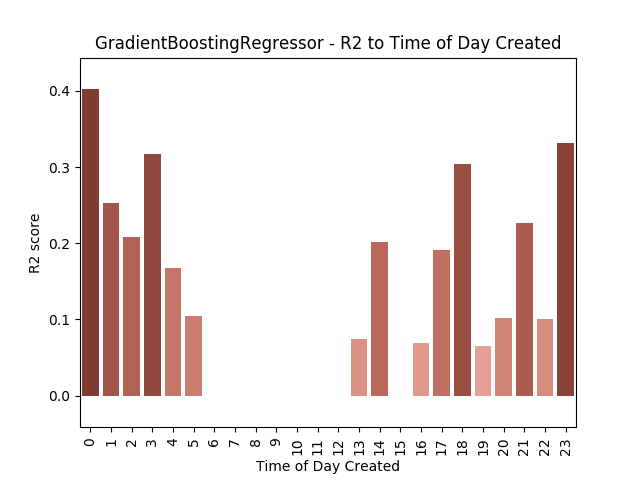 GradientBoostingRegressor - R2 to Time of Day Created
0.4
0.3
0.2
0.1
0.0
R2 score
0 1 2 3 4 5 6 7 8 9 10 11 12 13 14 15 16 17 18 19 20 21 22 23
Time of Day Created